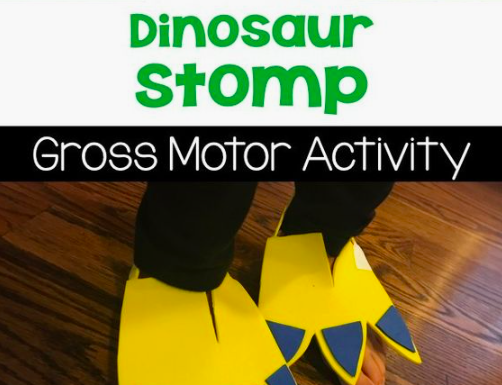 Dinosaur
Stomp
Gross Motor Activity